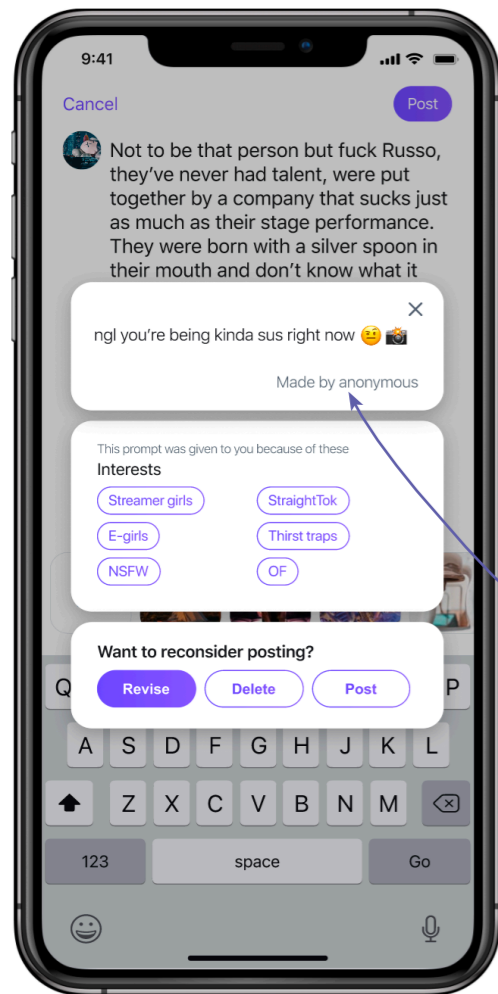 9:41
Cancel
Post
Not to be that person but fuck Russo,
they've never had talent, were put
together by a company that sucks just
as much as their stage performance.
They were born with a silver spoon in
their mouth and don't know what it
ngl you're being kinda sus right now 🤨 📸
Made by anonymous
This prompt was given to you because of these
Interests
Streamer girls
StraightTok
E-girls
Thirst traps
NSFW
OF
Want to reconsider posting?
Revise
Delete
Post
Q P
A S D F G H J K L
Z X C V B N M
123 space Go